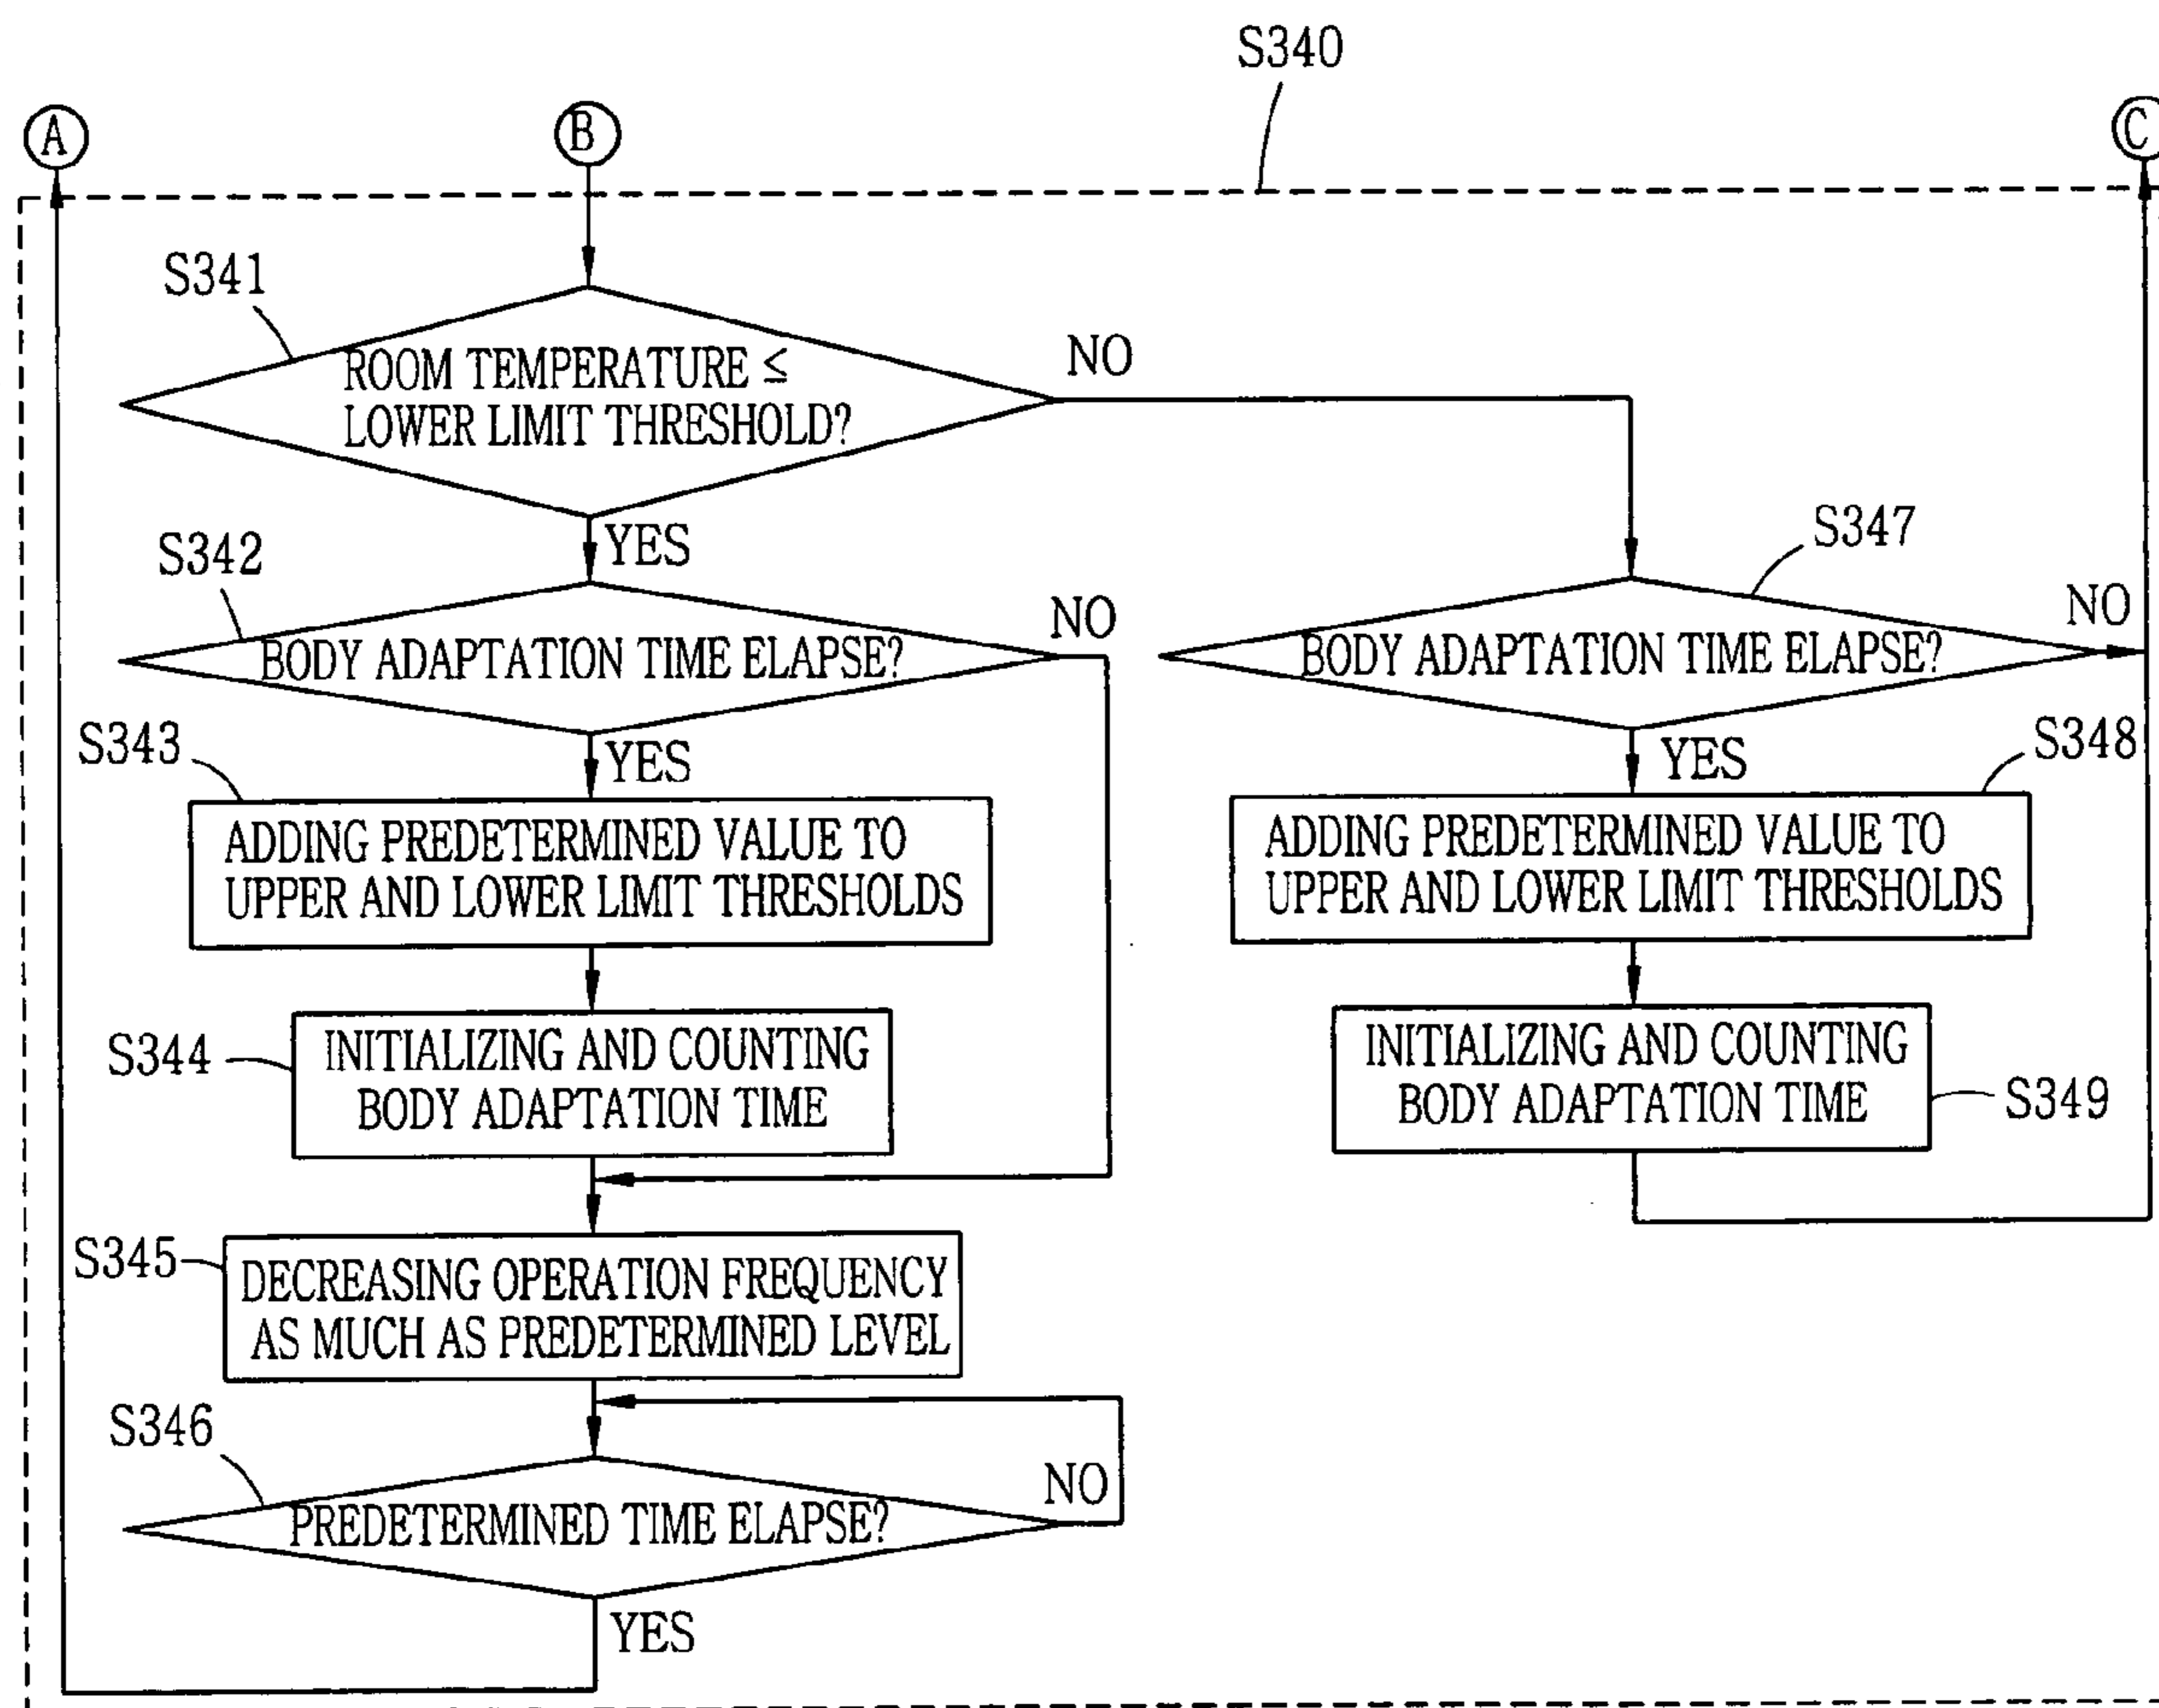 S340
A
B
C
S341
ROOM TEMPERATURE ≤
LOWER LIMIT THRESHOLD?
NO
YES
S342
BODY ADAPTATION TIME ELAPSE?
NO
YES
S343
ADDING PREDETERMINED VALUE TO
UPPER AND LOWER LIMIT THRESHOLDS
S344
INITIALIZING AND COUNTING
BODY ADAPTATION TIME
S345
DECREASING OPERATION FREQUENCY
AS MUCH AS PREDETERMINED LEVEL
S346
PREDETERMINED TIME ELAPSE?
NO
YES
S347
BODY ADAPTATION TIME ELAPSE?
NO
YES
S348
ADDING PREDETERMINED VALUE TO
UPPER AND LOWER LIMIT THRESHOLDS
INITIALIZING AND COUNTING
BODY ADAPTATION TIME
S349